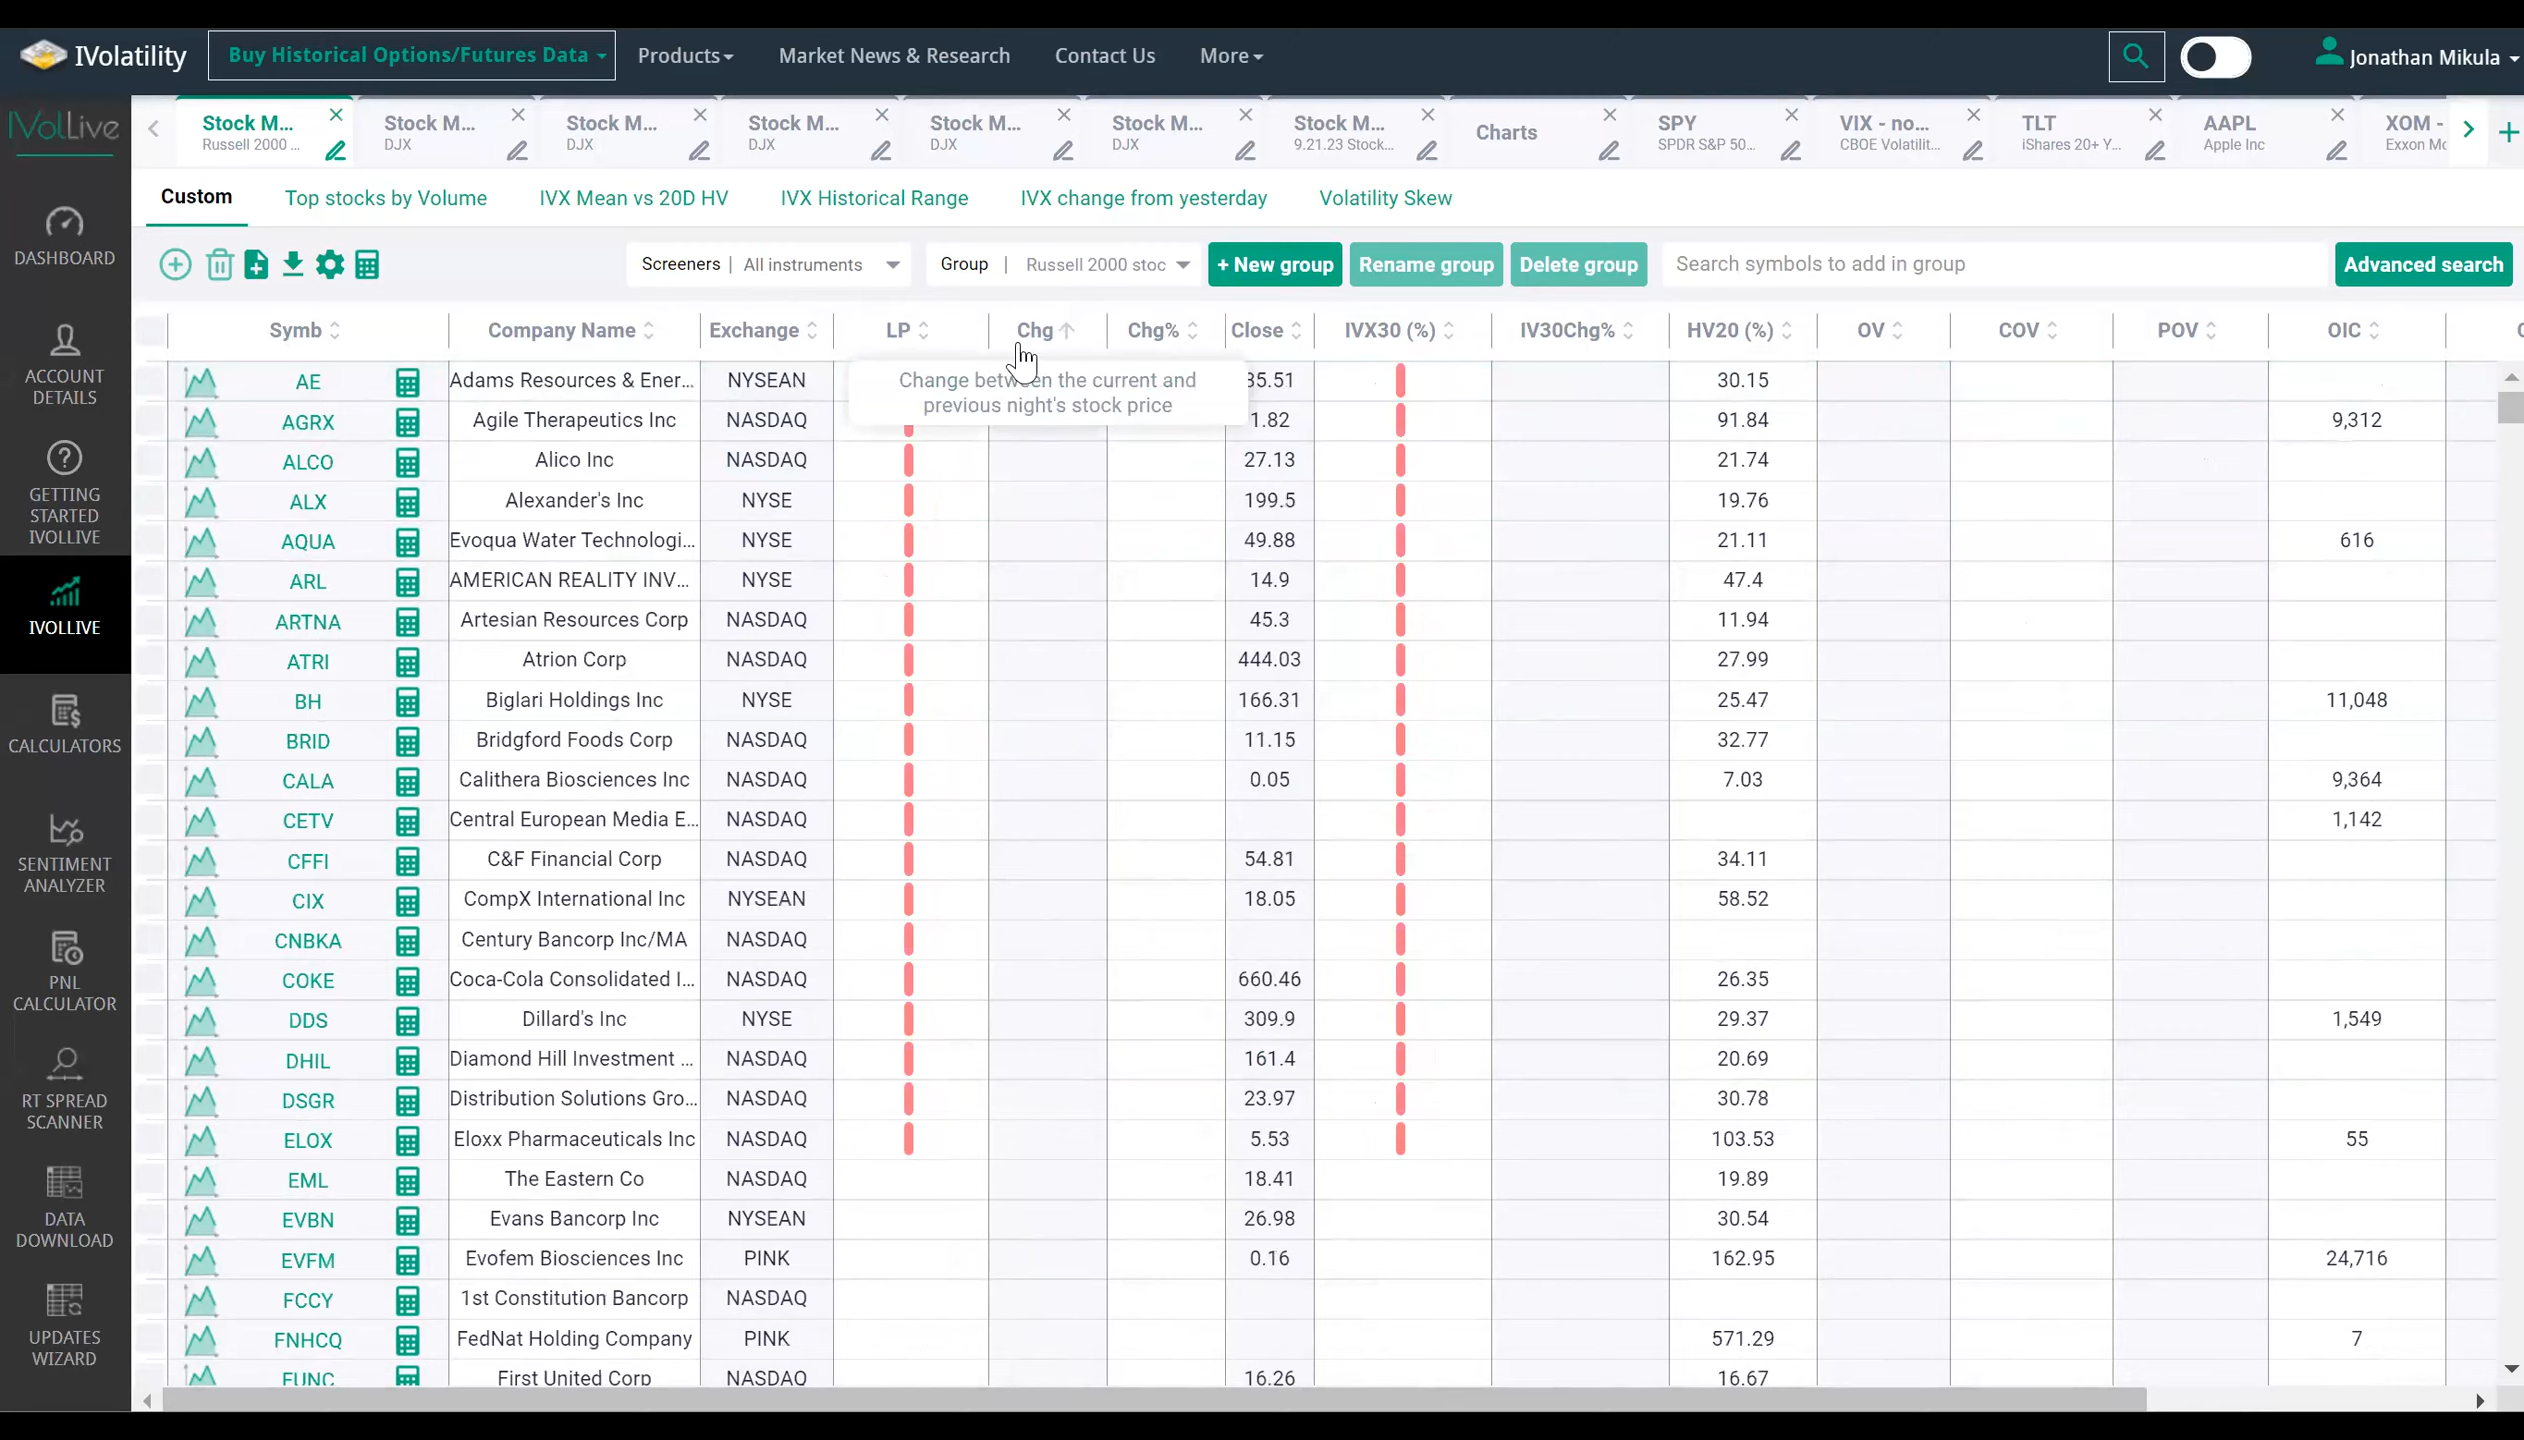 IVolatility
Buy Historical Options/Futures Data
Products
Market News & Research
Contact Us
More
Jonathan Mikula
IVolLive
Stock M...
Russell 2000 ...
Stock M...
DJX
Stock M...
DJX
Stock M...
DJX
Stock M...
DJX
Stock M...
DJX
Stock M...
9.21.23 Stock...
Charts
SPY
SPDR S&P 50...
VIX - no...
CBOE Volatilit...
TLT
iShares 20+ Y...
AAPL
Apple Inc
XOM -
Exxon Mc
Custom
Top stocks by Volume
IVX Mean vs 20D HV
IVX Historical Range
IVX change from yesterday
Volatility Skew
DASHBOARD
ACCOUNT
DETAILS
GETTING
STARTED
IVOLLIVE
IVOLLIVE
CALCULATORS
SENTIMENT
ANALYZER
PNL
CALCULATOR
RT SPREAD
SCANNER
DATA
DOWNLOAD
UPDATES
WIZARD
Screeners | All instruments
Group | Russell 2000 stoc
+ New group
Rename group
Delete group
Search symbols to add in group
Advanced search
Symb Company Name Exchange LP Chg Chg% Close IVX30 (%) IV30Chg% HV20 (%) OV COV POV OIC
Change between the current and
previous night's stock price
AE Adams Resources & Ener... NYSEAN 35.51 30.15
AGRX Agile Therapeutics Inc NASDAQ 1.82 91.84 9,312
ALCO Alico Inc NASDAQ 27.13 21.74
ALX Alexander's Inc NYSE 199.5 19.76
AQUA Evoqua Water Technologi... NYSE 49.88 21.11 616
ARL AMERICAN REALITY INV... NYSE 14.9 47.4
ARTNA Artesian Resources Corp NASDAQ 45.3 11.94
ATRI Atrion Corp NASDAQ 444.03 27.99
BH Biglari Holdings Inc NYSE 166.31 25.47 11,048
BRID Bridgford Foods Corp NASDAQ 11.15 32.77
CALA Calithera Biosciences Inc NASDAQ 0.05 7.03 9,364
CETV Central European Media E... NASDAQ 1,142
CFFI C&F Financial Corp NASDAQ 54.81 34.11
CIX CompX International Inc NYSEAN 18.05 58.52
CNBKA Century Bancorp Inc/MA NASDAQ
COKE Coca-Cola Consolidated I... NASDAQ 660.46 26.35
DDS Dillard's Inc NYSE 309.9 29.37 1,549
DHIL Diamond Hill Investment ... NASDAQ 161.4 20.69
DSGR Distribution Solutions Gro... NASDAQ 23.97 30.78
ELOX Eloxx Pharmaceuticals Inc NASDAQ 5.53 103.53 55
EML The Eastern Co NASDAQ 18.41 19.89
EVBN Evans Bancorp Inc NYSEAN 26.98 30.54
EVFM Evofem Biosciences Inc PINK 0.16 162.95 24,716
FCCY 1st Constitution Bancorp NASDAQ
FNHCQ FedNat Holding Company PINK 571.29 7
FUNC First United Corp NASDAQ 16.26 16.67